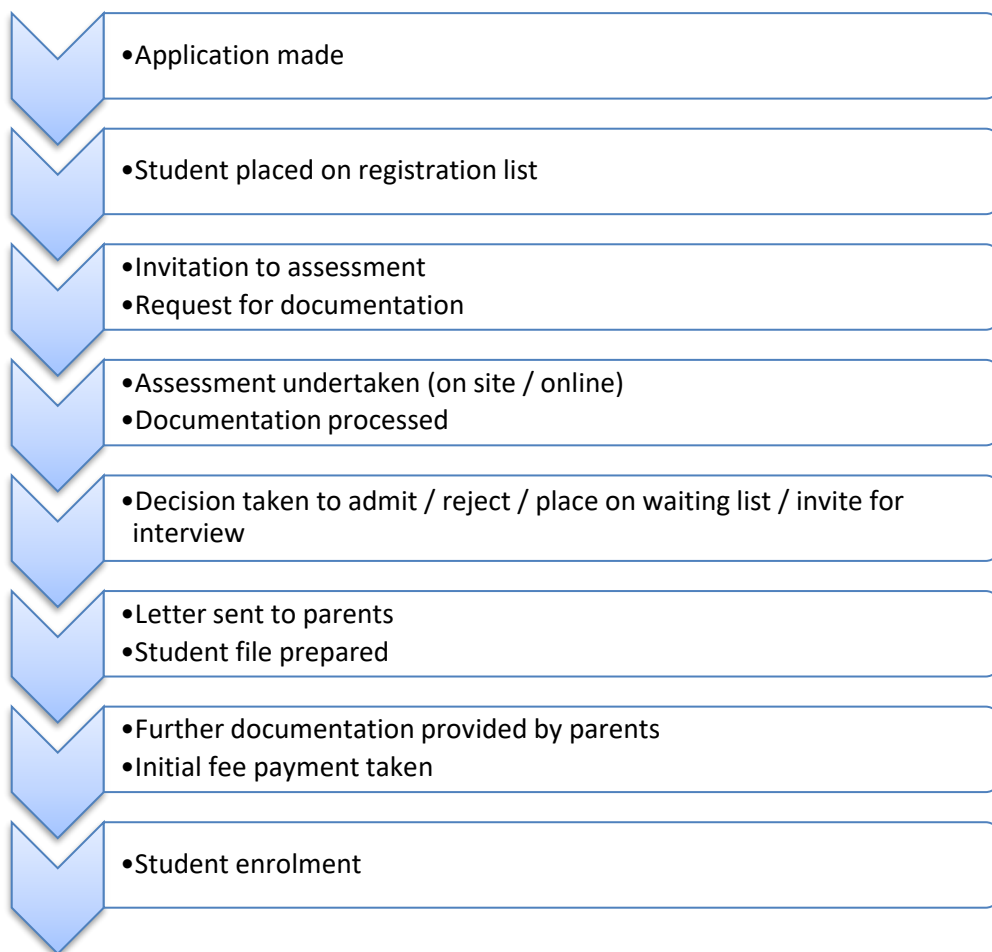 •Application made
•Student placed on registration list
•Invitation to assessment
•Request for documentation
•Assessment undertaken (on site / online)
•Documentation processed
•Decision taken to admit / reject / place on waiting list / invite for
interview
•Letter sent to parents
•Student file prepared
•Further documentation provided by parents
•Initial fee payment taken
•Student enrolment